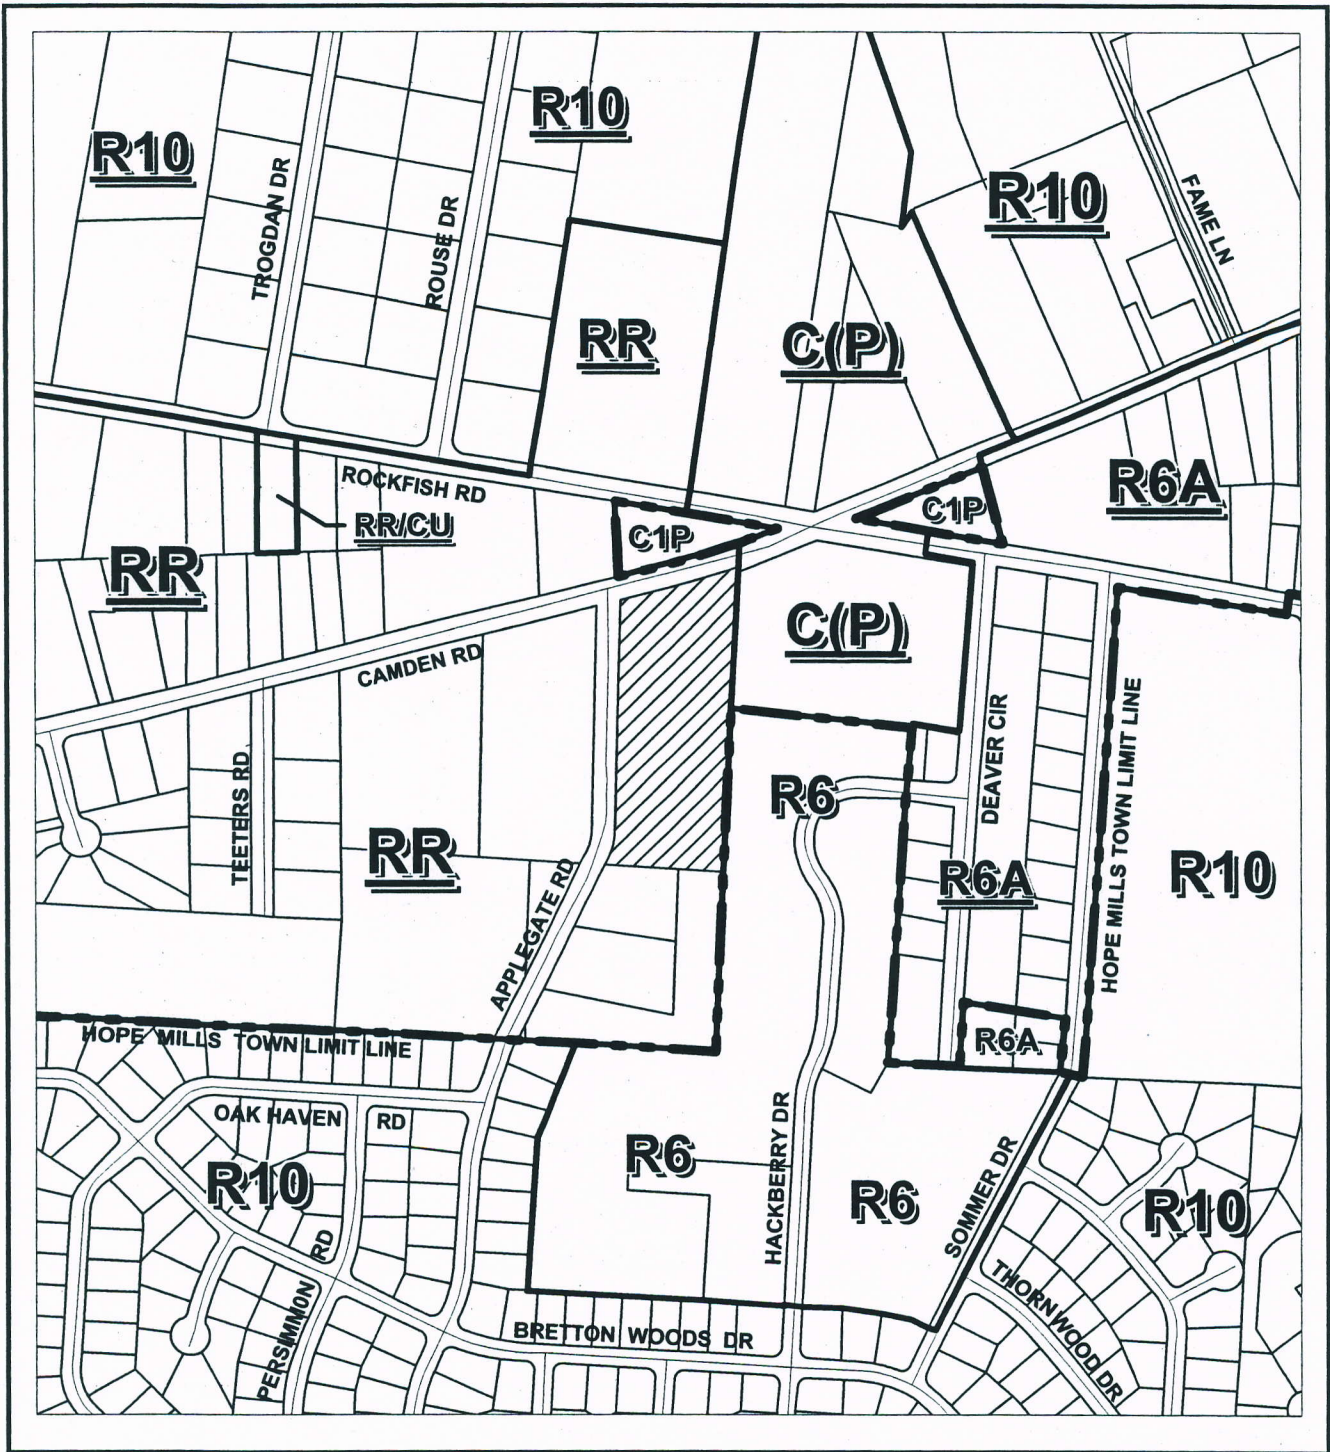 R10
R10
R10
TROGDAN DR
ROUSE DR
FAME LN
RR
C(P)
ROCKFISH RD
RR/CU
C1P
C1P
R6A
RR
C(P)
CAMDEN RD
TEETERS RD
DEAVER CIR
HOPE MILLS TOWN LIMIT LINE
R6
RR
APPLEGATE RD
R6A
R10
HOPE MILLS TOWN LIMIT LINE
R6A
OAK HAVEN RD
R10
R6
HACKBERRY DR
R6
SOMMER DR
R10
PERSIMMON RD
THORNWOOD DR
BRETTON WOODS DR